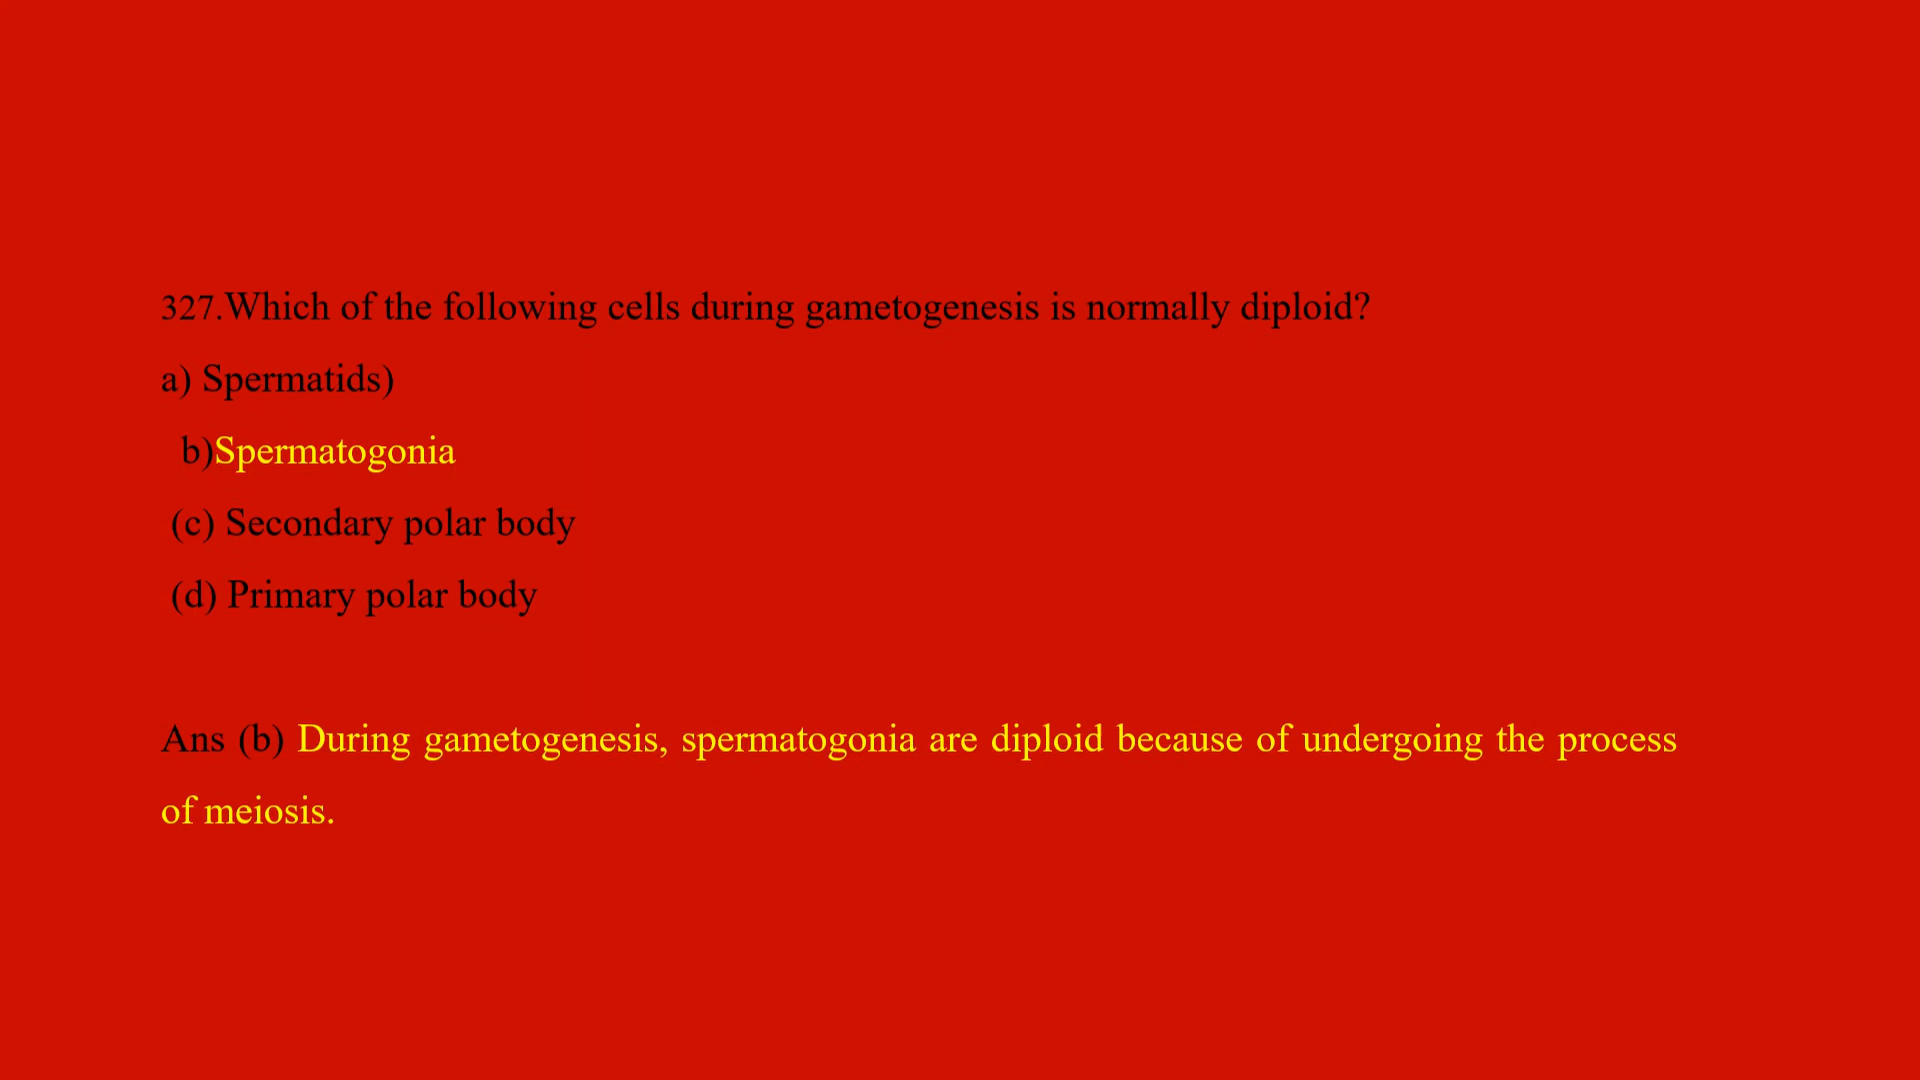 327.Which of the following cells during gametogenesis is normally diploid?
a) Spermatids)
b)Spermatogonia
(c) Secondary polar body
(d) Primary polar body
Ans (b) During gametogenesis, spermatogonia are diploid because of undergoing the process
of meiosis.